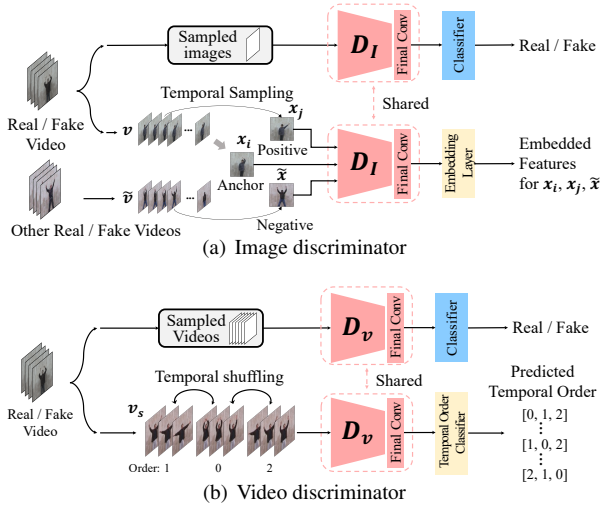 Sampled images
D_I
Final Conv
Classifier
Real / Fake
Real / Fake Video
Temporal Sampling
Shared
v
...
x_i
x_j
Positive
Anchor
D_I
Final Conv
Embedding Layer
Embedded Features for x_i, x_j, x̃
ṽ
...
x̃
Negative
Other Real / Fake Videos
(a) Image discriminator
Sampled Videos
D_v
Final Conv
Classifier
Real / Fake
Real / Fake Video
Temporal shuffling
Shared
v_s
Order: 1 0 2
D_v
Final Conv
Temporal Order Classifier
Predicted Temporal Order
[0, 1, 2]
⋮
[1, 0, 2]
⋮
[2, 1, 0]
(b) Video discriminator